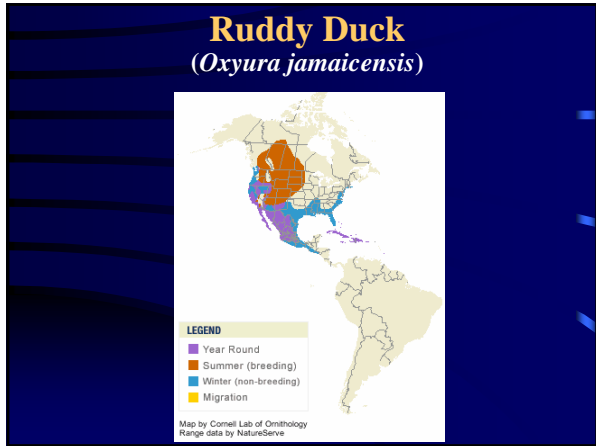 Ruddy Duck
(Oxyura jamaicensis)
LEGEND
Year Round
Summer (breeding)
Winter (non-breeding)
Migration
Map by Cornell Lab of Ornithology
Range data by NatureServe